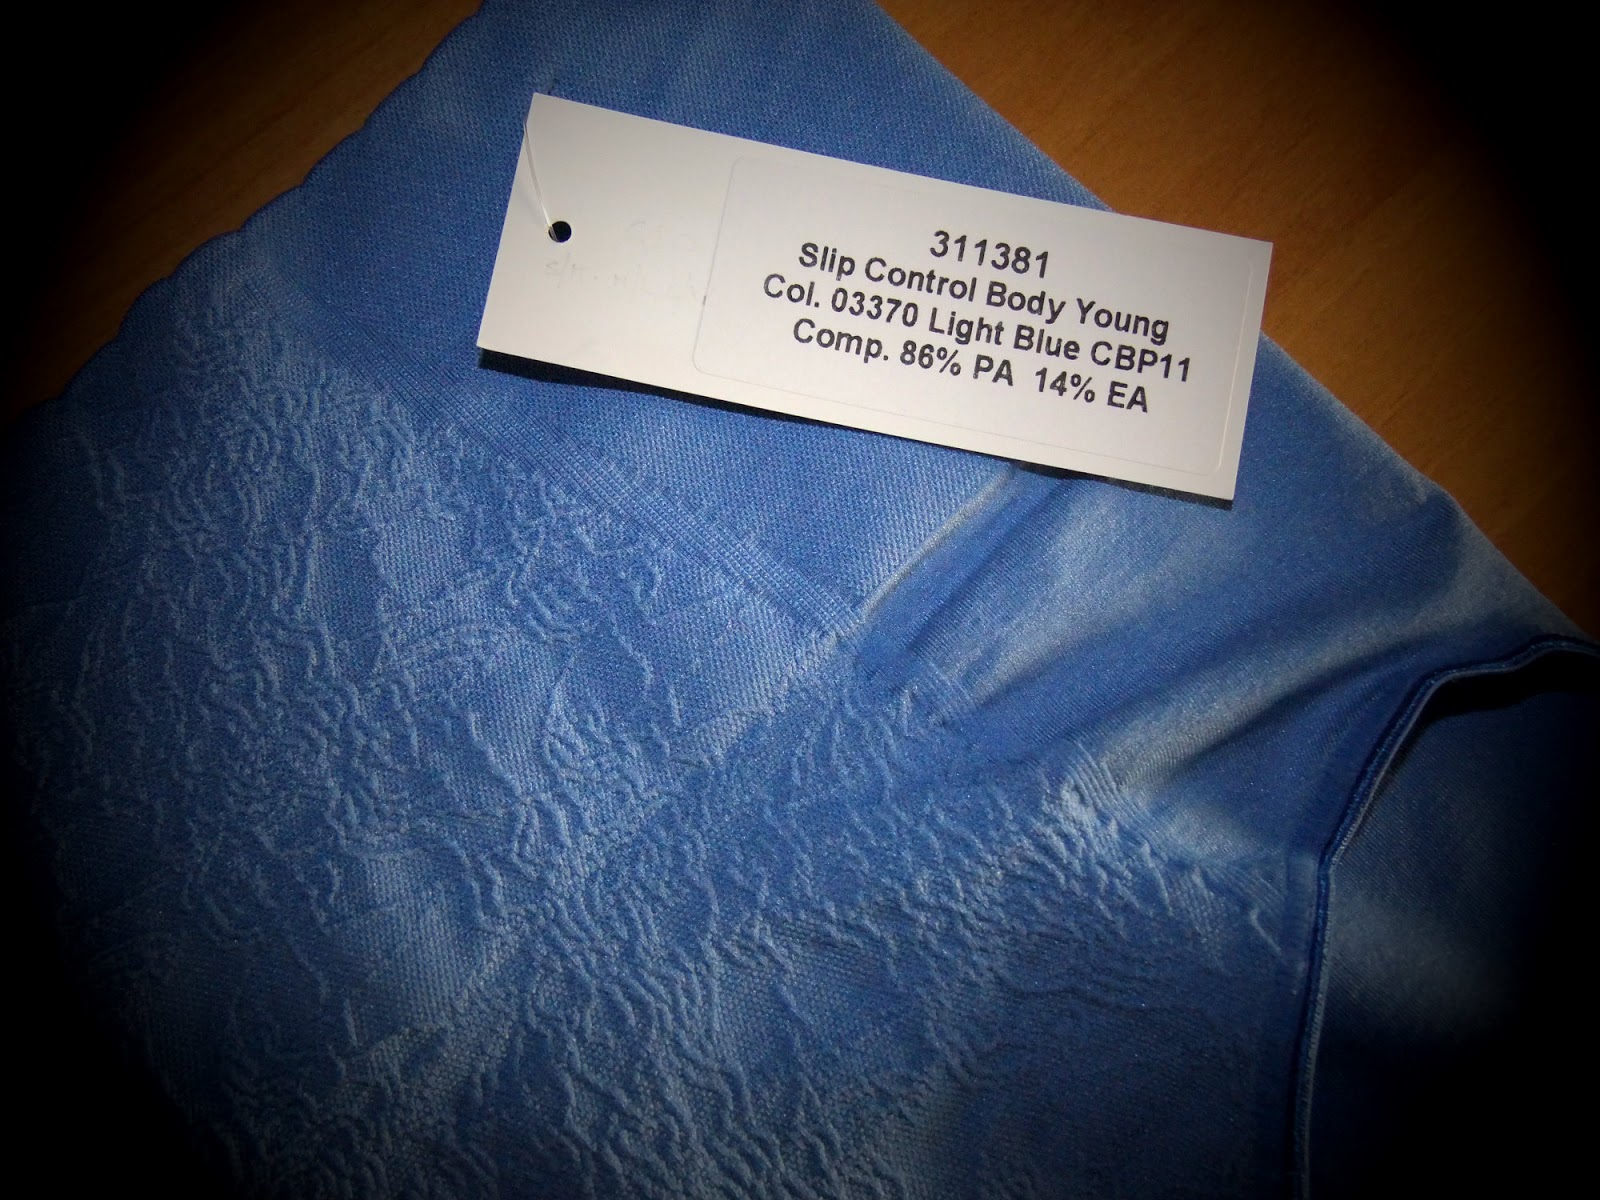 311381
Slip Control Body Young
Col. 03370 Light Blue CBP11
Comp. 86% PA 14% EA